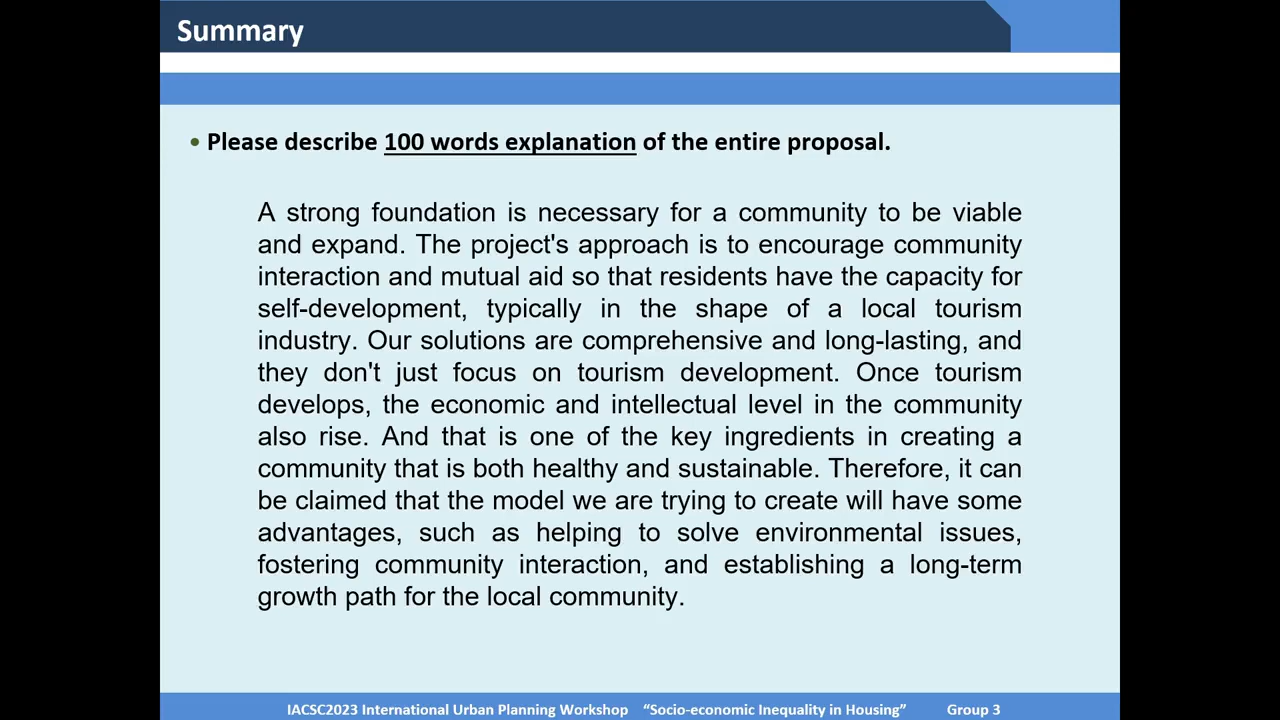 Summary
• Please describe 100 words explanation of the entire proposal.
A strong foundation is necessary for a community to be viable
and expand. The project's approach is to encourage community
interaction and mutual aid so that residents have the capacity for
self-development, typically in the shape of a local tourism
industry. Our solutions are comprehensive and long-lasting, and
they don't just focus on tourism development. Once tourism
develops, the economic and intellectual level in the community
also rise. And that is one of the key ingredients in creating a
community that is both healthy and sustainable. Therefore, it can
be claimed that the model we are trying to create will have some
advantages, such as helping to solve environmental issues,
fostering community interaction, and establishing a long-term
growth path for the local community.
IACSC2023 International Urban Planning Workshop “Socio-economic Inequality in Housing” Group 3